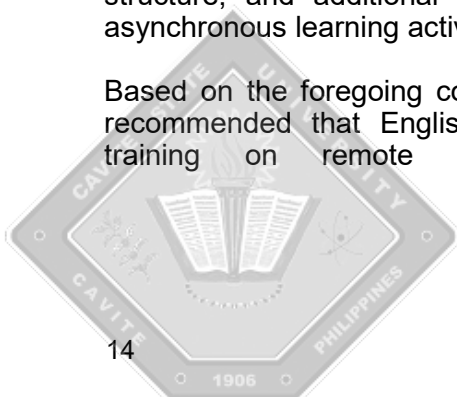 structure, and additional
asynchronous learning activ
Based on the foregoing co
recommended that Englis
training on remote
CAVITE STATE UNIVERSITY
CAVITE PHILIPPINES
14
1906